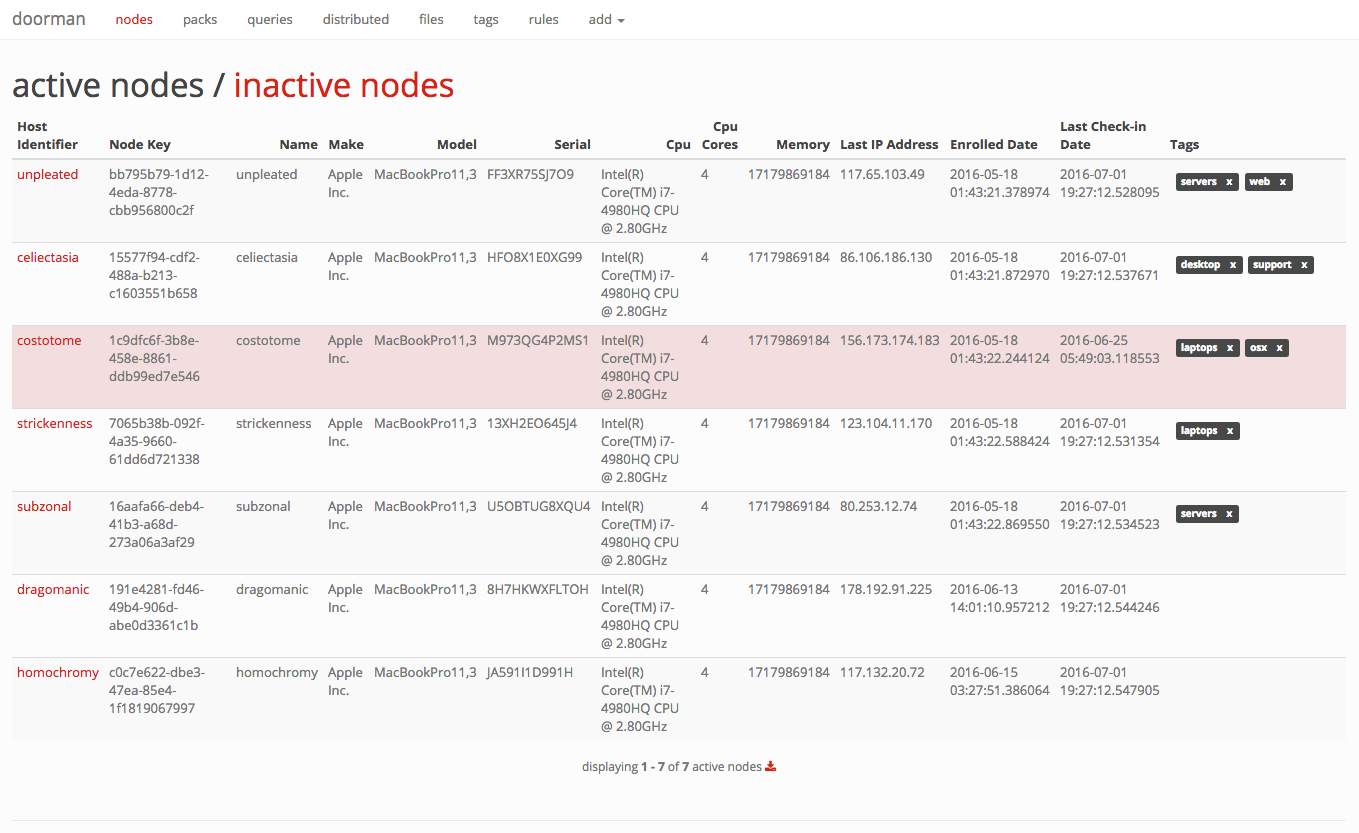 doorman nodes packs queries distributed files tags rules add
active nodes / inactive nodes
Host Identifier Node Key Name Make Model Serial Cpu Cpu Cores Memory Last IP Address Enrolled Date Last Check-in Date Tags
unpleated bb795b79-1d12- unpleated Apple MacBookPro11,3 FF3XR75SJ7O9 Intel(R) 4 17179869184 117.65.103.49 2016-05-18 2016-07-01 servers x web x
4eda-8778- Inc. Core(TM) i7- 01:43:21.378974 19:27:12.528095
cbb956800c2f 4980HQ CPU
@ 2.80GHz
celiectasia 15577f94-cdf2- celiectasia Apple MacBookPro11,3 HFO8X1E0XG99 Intel(R) 4 17179869184 86.106.186.130 2016-05-18 2016-07-01 desktop x support x
488a-b213- Inc. Core(TM) i7- 01:43:21.872970 19:27:12.537671
c1603551b658 4980HQ CPU
@ 2.80GHz
costotome 1c9dfc6f-3b8e- costotome Apple MacBookPro11,3 M973QG4P2MS1 Intel(R) 4 17179869184 156.173.174.183 2016-05-18 2016-06-25 laptops x osx x
458e-8861- Inc. Core(TM) i7- 01:43:22.244124 05:49:03.118553
ddb99ed7e546 4980HQ CPU
@ 2.80GHz
strickenness 7065b38b-092f- strickenness Apple MacBookPro11,3 13XH2EO645J4 Intel(R) 4 17179869184 123.104.11.170 2016-05-18 2016-07-01 laptops x
4a35-9660- Inc. Core(TM) i7- 01:43:22.588424 19:27:12.531354
61dd6d721338 4980HQ CPU
@ 2.80GHz
subzonal 16aafa66-deb4- subzonal Apple MacBookPro11,3 U5OBTUG8XQU4 Intel(R) 4 17179869184 80.253.12.74 2016-05-18 2016-07-01 servers x
41b3-a68d- Inc. Core(TM) i7- 01:43:22.869550 19:27:12.534523
273a06a3af29 4980HQ CPU
@ 2.80GHz
dragomanic 191e4281-fd46- dragomanic Apple MacBookPro11,3 8H7HKWXFLTOH Intel(R) 4 17179869184 178.192.91.225 2016-06-13 2016-07-01
49b4-906d- Inc. Core(TM) i7- 14:01:10.957212 19:27:12.544246
abe0d3361c1b 4980HQ CPU
@ 2.80GHz
homochromy c0c7e622-dbe3- homochromy Apple MacBookPro11,3 JA591I1D991H Intel(R) 4 17179869184 117.132.20.72 2016-06-15 2016-07-01
47ea-85e4- Inc. Core(TM) i7- 03:27:51.386064 19:27:12.547905
1f1819067997 4980HQ CPU
@ 2.80GHz
displaying 1 - 7 of 7 active nodes